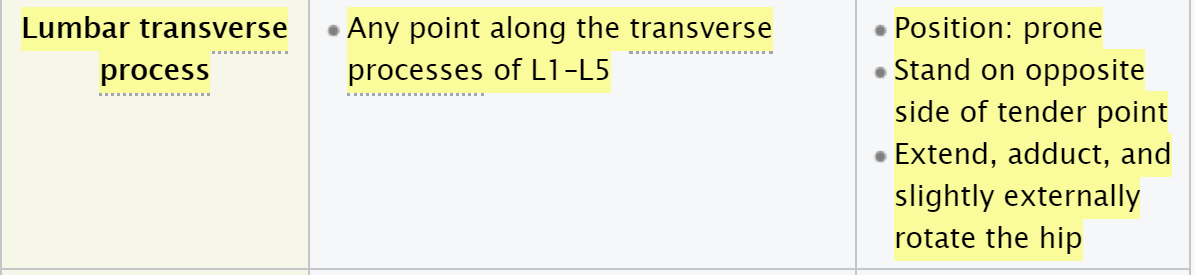 Lumbar transverse
process
Any point along the transverse
processes of L1–L5
Position: prone
Stand on opposite
side of tender point
Extend, adduct, and
slightly externally
rotate the hip